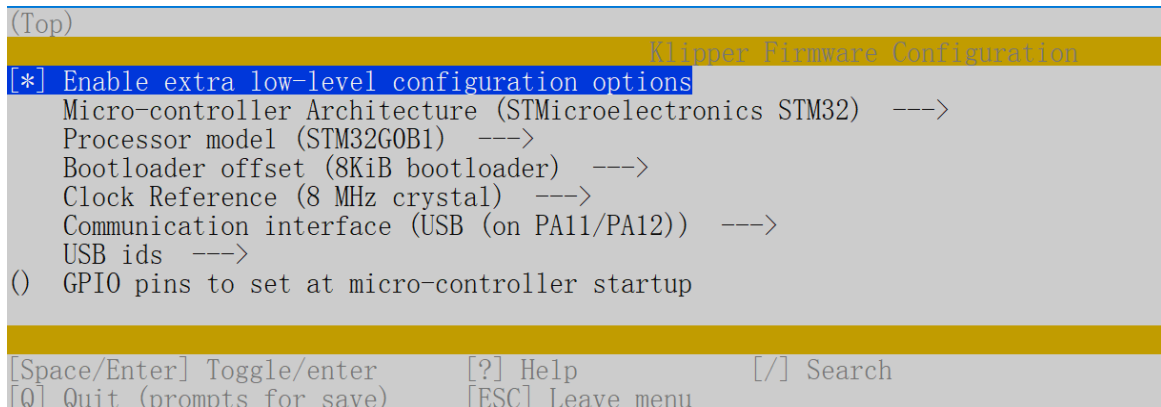 (Top)
Klipper Firmware Configuration
[*] Enable extra low-level configuration options
Micro-controller Architecture (STMicroelectronics STM32) --->
Processor model (STM32G0B1) --->
Bootloader offset (8KiB bootloader) --->
Clock Reference (8 MHz crystal) --->
Communication interface (USB (on PA11/PA12)) --->
USB ids --->
() GPIO pins to set at micro-controller startup
[Space/Enter] Toggle/enter [?] Help [/] Search
[Q] Quit (prompts for save) [ESC] Leave menu